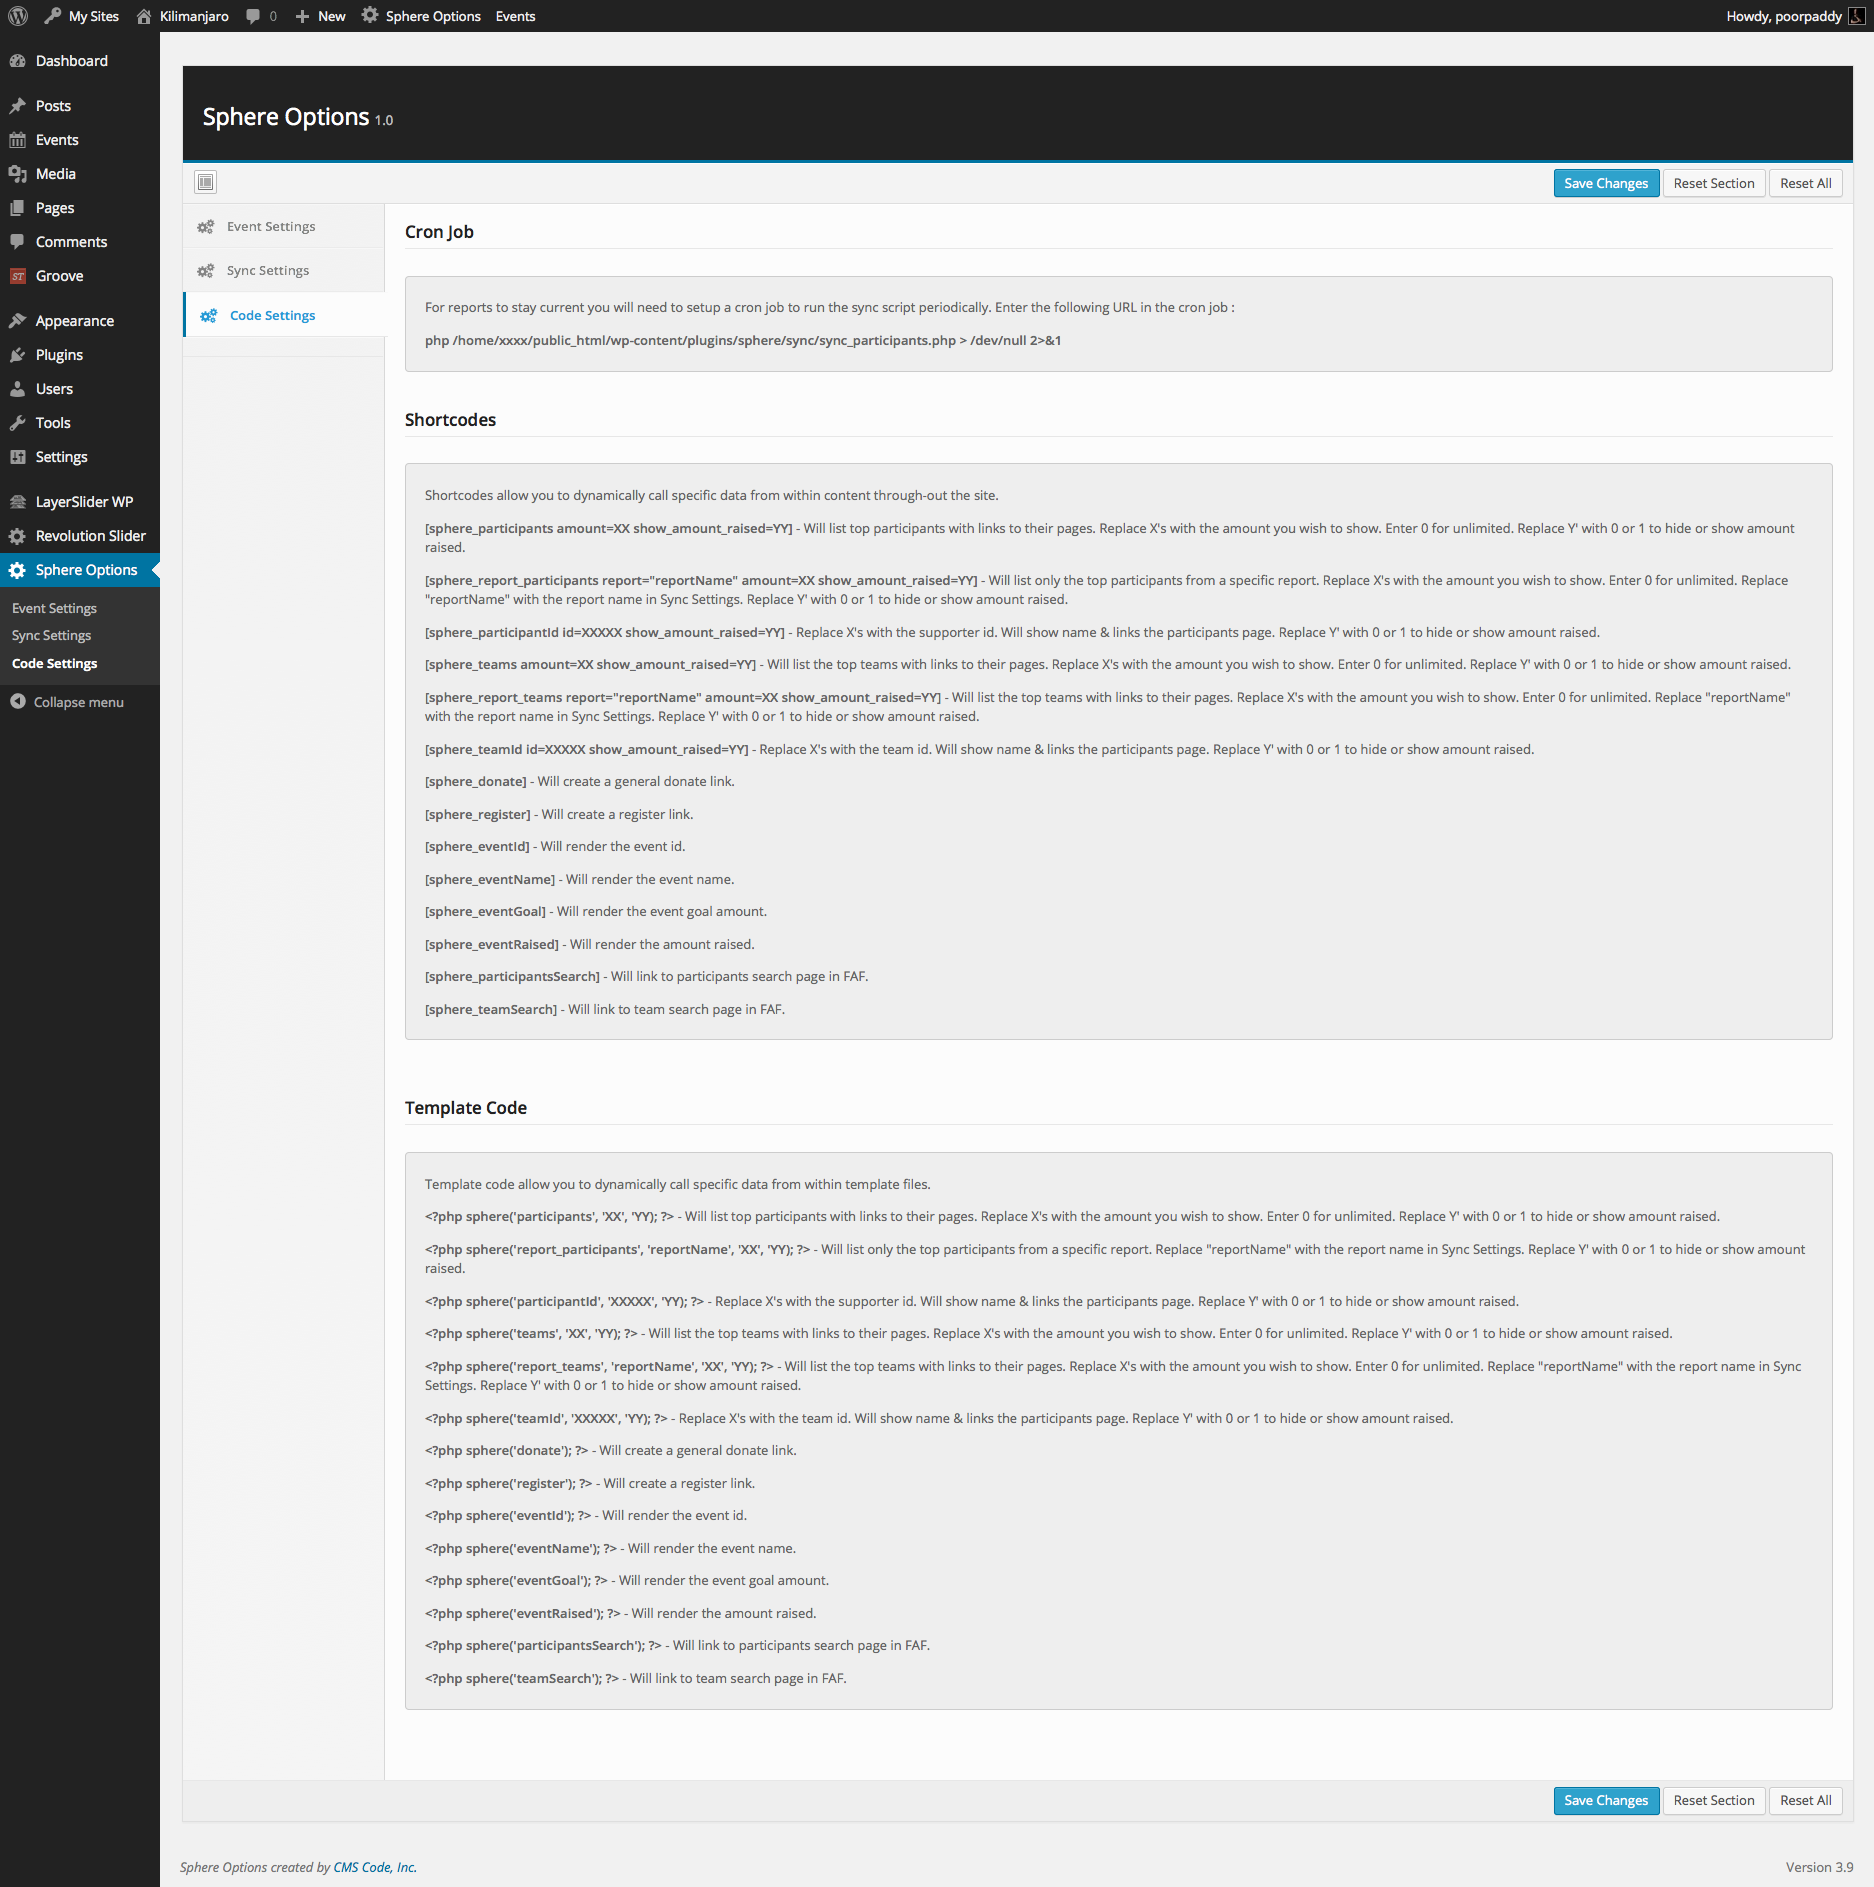 My Sites Kilimanjaro 0 New Sphere Options Events Howdy, poorpaddy
Dashboard
Posts
Events
Media
Pages
Comments
ST Groove
Appearance
Plugins
Users
Tools
Settings
LayerSlider WP
Revolution Slider
Sphere Options
Event Settings
Sync Settings
Code Settings
Collapse menu
Sphere Options 1.0
Save Changes Reset Section Reset All
Event Settings
Sync Settings
Code Settings
Cron Job
For reports to stay current you will need to setup a cron job to run the sync script periodically. Enter the following URL in the cron job :
php /home/xxxx/public_html/wp-content/plugins/sphere/sync/sync_participants.php > /dev/null 2>&1
Shortcodes
Shortcodes allow you to dynamically call specific data from within content through-out the site.
[sphere_participants amount=XX show_amount_raised=YY] - Will list top participants with links to their pages. Replace X's with the amount you wish to show. Enter 0 for unlimited. Replace Y' with 0 or 1 to hide or show amount
raised.
[sphere_report_participants report="reportName" amount=XX show_amount_raised=YY] - Will list only the top participants from a specific report. Replace X's with the amount you wish to show. Enter 0 for unlimited. Replace
"reportName" with the report name in Sync Settings. Replace Y' with 0 or 1 to hide or show amount raised.
[sphere_participantId id=XXXXX show_amount_raised=YY] - Replace X's with the supporter id. Will show name & links the participants page. Replace Y' with 0 or 1 to hide or show amount raised.
[sphere_teams amount=XX show_amount_raised=YY] - Will list the top teams with links to their pages. Replace X's with the amount you wish to show. Enter 0 for unlimited. Replace Y' with 0 or 1 to hide or show amount raised.
[sphere_report_teams report="reportName" amount=XX show_amount_raised=YY] - Will list the top teams with links to their pages. Replace X's with the amount you wish to show. Enter 0 for unlimited. Replace "reportName"
with the report name in Sync Settings. Replace Y' with 0 or 1 to hide or show amount raised.
[sphere_teamId id=XXXXX show_amount_raised=YY] - Replace X's with the team id. Will show name & links the participants page. Replace Y' with 0 or 1 to hide or show amount raised.
[sphere_donate] - Will create a general donate link.
[sphere_register] - Will create a register link.
[sphere_eventId] - Will render the event id.
[sphere_eventName] - Will render the event name.
[sphere_eventGoal] - Will render the event goal amount.
[sphere_eventRaised] - Will render the amount raised.
[sphere_participantsSearch] - Will link to participants search page in FAF.
[sphere_teamSearch] - Will link to team search page in FAF.
Template Code
Template code allow you to dynamically call specific data from within template files.
<?php sphere('participants', 'XX', 'YY); ?> - Will list top participants with links to their pages. Replace X's with the amount you wish to show. Enter 0 for unlimited. Replace Y' with 0 or 1 to hide or show amount raised.
<?php sphere('report_participants', 'reportName', 'XX', 'YY); ?> - Will list only the top participants from a specific report. Replace "reportName" with the report name in Sync Settings. Replace Y' with 0 or 1 to hide or show amount
raised.
<?php sphere('participantId', 'XXXXX', 'YY); ?> - Replace X's with the supporter id. Will show name & links the participants page. Replace Y' with 0 or 1 to hide or show amount raised.
<?php sphere('teams', 'XX', 'YY); ?> - Will list the top teams with links to their pages. Replace X's with the amount you wish to show. Enter 0 for unlimited. Replace Y' with 0 or 1 to hide or show amount raised.
<?php sphere('report_teams', 'reportName', 'XX', 'YY); ?> - Will list the top teams with links to their pages. Replace X's with the amount you wish to show. Enter 0 for unlimited. Replace "reportName" with the report name in Sync
Settings. Replace Y' with 0 or 1 to hide or show amount raised.
<?php sphere('teamId', 'XXXXX', 'YY); ?> - Replace X's with the team id. Will show name & links the participants page. Replace Y' with 0 or 1 to hide or show amount raised.
<?php sphere('donate'); ?> - Will create a general donate link.
<?php sphere('register'); ?> - Will create a register link.
<?php sphere('eventId'); ?> - Will render the event id.
<?php sphere('eventName'); ?> - Will render the event name.
<?php sphere('eventGoal'); ?> - Will render the event goal amount.
<?php sphere('eventRaised'); ?> - Will render the amount raised.
<?php sphere('participantsSearch'); ?> - Will link to participants search page in FAF.
<?php sphere('teamSearch'); ?> - Will link to team search page in FAF.
Save Changes Reset Section Reset All
Sphere Options created by CMS Code, Inc. Version 3.9